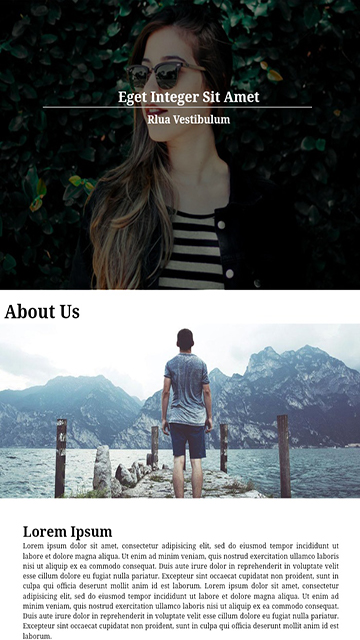 Eget Integer Sit Amet
Rlua Vestibulum
About Us
Lorem Ipsum
Lorem ipsum dolor sit amet, consectetur adipisicing elit, sed do eiusmod tempor incididunt ut
labore et dolore magna aliqua. Ut enim ad minim veniam, quis nostrud exercitation ullamco laboris
nisi ut aliquip ex ea commodo consequat. Duis aute irure dolor in reprehenderit in voluptate velit
esse cillum dolore eu fugiat nulla pariatur. Excepteur sint occaecat cupidatat non proident, sunt in
culpa qui officia deserunt mollit anim id est laborum. Lorem ipsum dolor sit amet, consectetur
adipisicing elit, sed do eiusmod tempor incididunt ut labore et dolore magna aliqua. Ut enim ad
minim veniam, quis nostrud exercitation ullamco laboris nisi ut aliquip ex ea commodo consequat.
Duis aute irure dolor in reprehenderit in voluptate velit esse cillum dolore eu fugiat nulla pariatur.
Excepteur sint occaecat cupidatat non proident, sunt in culpa qui officia deserunt mollit anim id est
laborum.